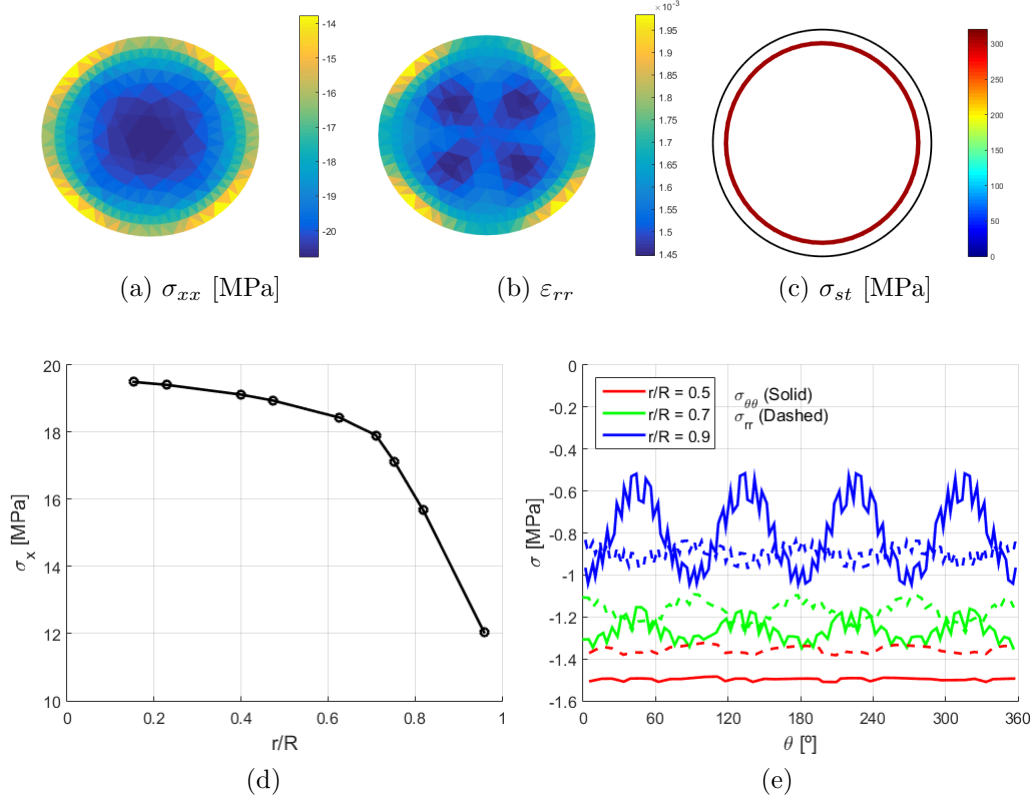 -14
-15
-16
-17
-18
-19
-20
(a) σxx [MPa]
×10⁻³
1.95
1.9
1.85
1.8
1.75
1.7
1.65
1.6
1.55
1.5
1.45
(b) εrr
300
250
200
150
100
50
0
(c) σst [MPa]
20
18
16
14
12
10
σx [MPa]
0 0.2 0.4 0.6 0.8 1
r/R
(d)
0
-0.2
-0.4
-0.6
-0.8
-1
-1.2
-1.4
-1.6
σ [MPa]
r/R = 0.5
r/R = 0.7
r/R = 0.9
σθθ (Solid)
σrr (Dashed)
0 60 120 180 240 300 360
θ [º]
(e)